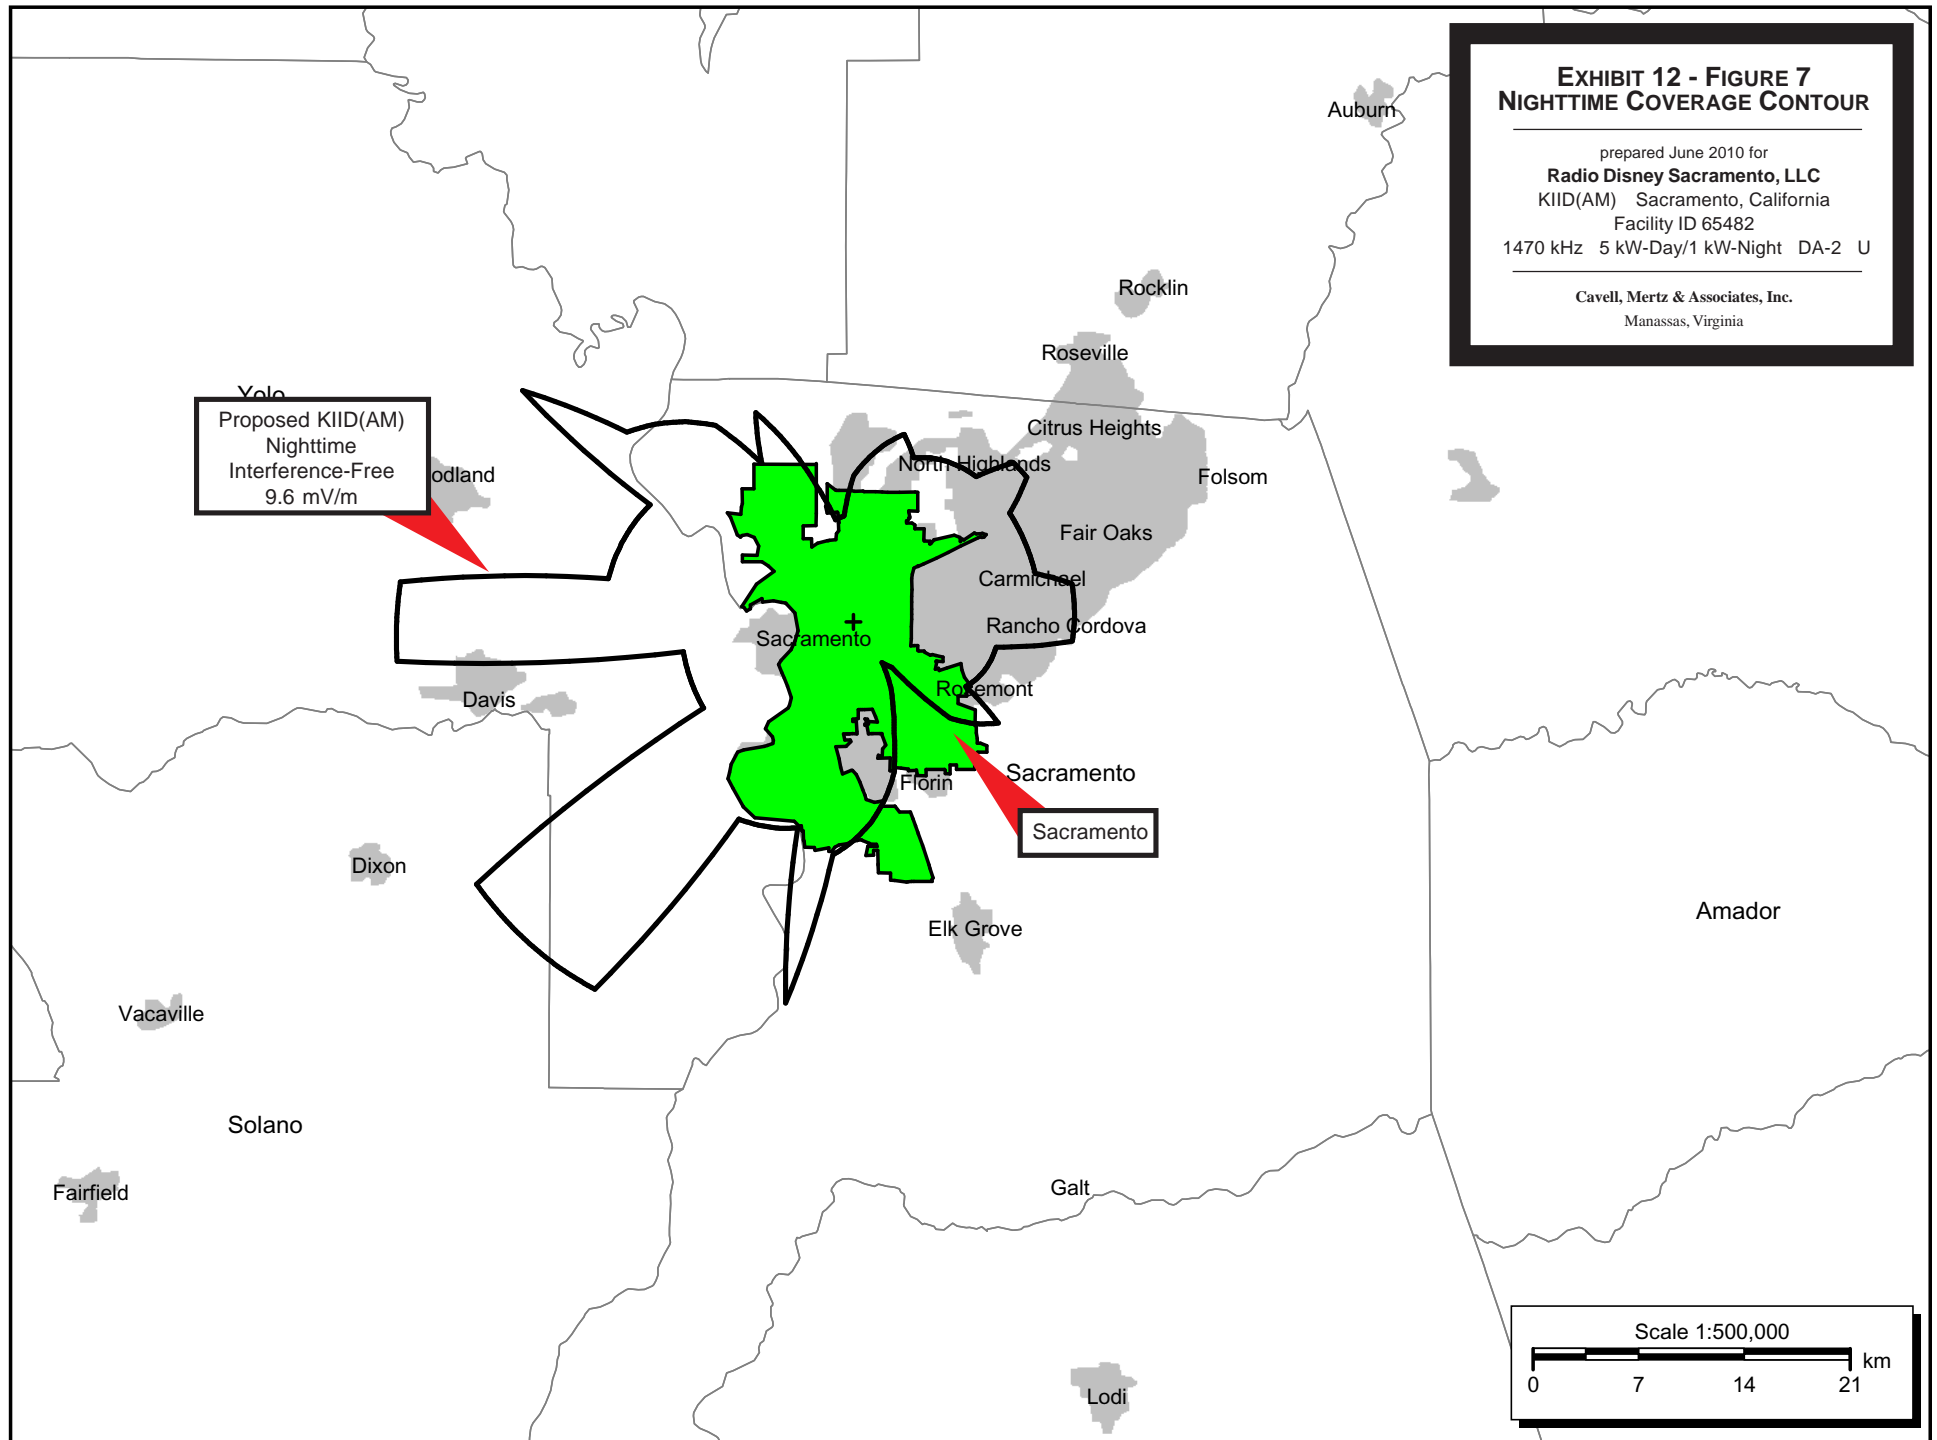 EXHIBIT 12 - FIGURE 7
NIGHTTIME COVERAGE CONTOUR
prepared June 2010 for
Radio Disney Sacramento, LLC
KIID(AM) Sacramento, California
Facility ID 65482
1470 kHz 5 kW-Day/1 kW-Night DA-2 U
Cavell, Mertz & Associates, Inc.
Manassas, Virginia
Auburn
Rocklin
Roseville
Yolo
Proposed KIID(AM)
Nighttime
Interference-Free
9.6 mV/m
odland
Citrus Heights
North Highlands
Folsom
Fair Oaks
Carmichael
Rancho Cordova
Sacramento
Rosemont
Davis
Sacramento
Florin
Sacramento
Dixon
Amador
Elk Grove
Vacaville
Solano
Galt
Fairfield
Lodi
Scale 1:500,000
km
0 7 14 21